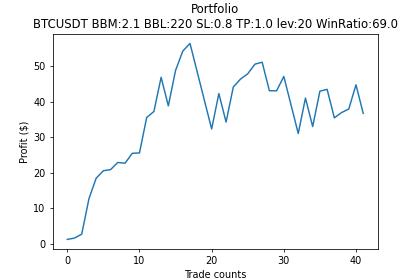 Portfolio
BTCUSDT BBM:2.1 BBL:220 SL:0.8 TP:1.0 lev:20 WinRatio:69.0
50
40
30
20
10
0
Profit ($)
0 10 20 30 40
Trade counts